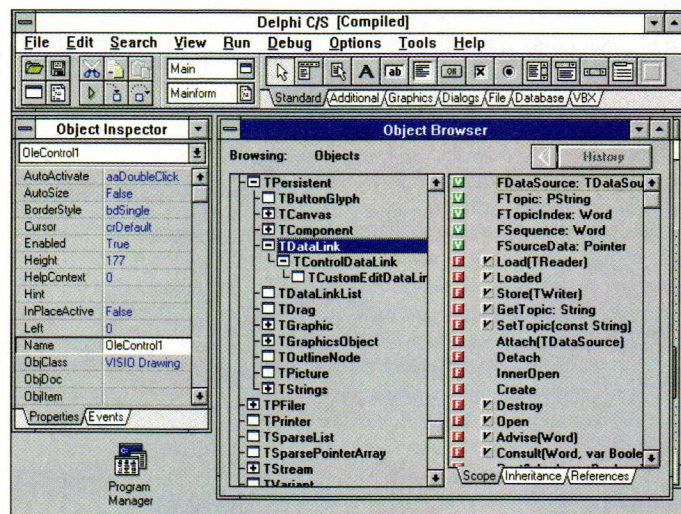 Delphi C/S [Compiled]
File Edit Search View Run Debug Options Tools Help
Main
Mainform
A ab OK
Standard Additional Graphics Dialogs File Database VBX
Object Inspector
OleControl1
AutoActivate aaDoubleClick
AutoSize False
BorderStyle bdSingle
Cursor crDefault
Enabled True
Height 177
HelpContext 0
Hint
InPlaceActive False
Left 0
Name OleControl1
ObjClass VISIO Drawing
ObjDoc
ObjItem
Properties Events
Program
Manager
Object Browser
Browsing: Objects
History
TPersistent
TButtonGlyph
TCanvas
TComponent
TDataLink
TControlDataLink
TCustomEditDataLin
TDataLinkList
TDrag
TGraphic
TGraphicsObject
TOutlineNode
TPicture
TStrings
TPFiler
TPrinter
TSparseList
TSparsePointerArray
TStream
TVariant
V FDataSource: TDataSou
V FTopic: PString
V FTopicIndex: Word
V FSequence: Word
V FSourceData: Pointer
F V Load(TReader)
F V Loaded
F V Store(TWriter)
F V GetTopic: String
F V SetTopic(const String)
F Attach(TDataSource)
F Detach
F InnerOpen
F Create
F V Destroy
F V Open
F V Advise(Word)
F V Consult(Word, var Boole
Scope Inheritance References